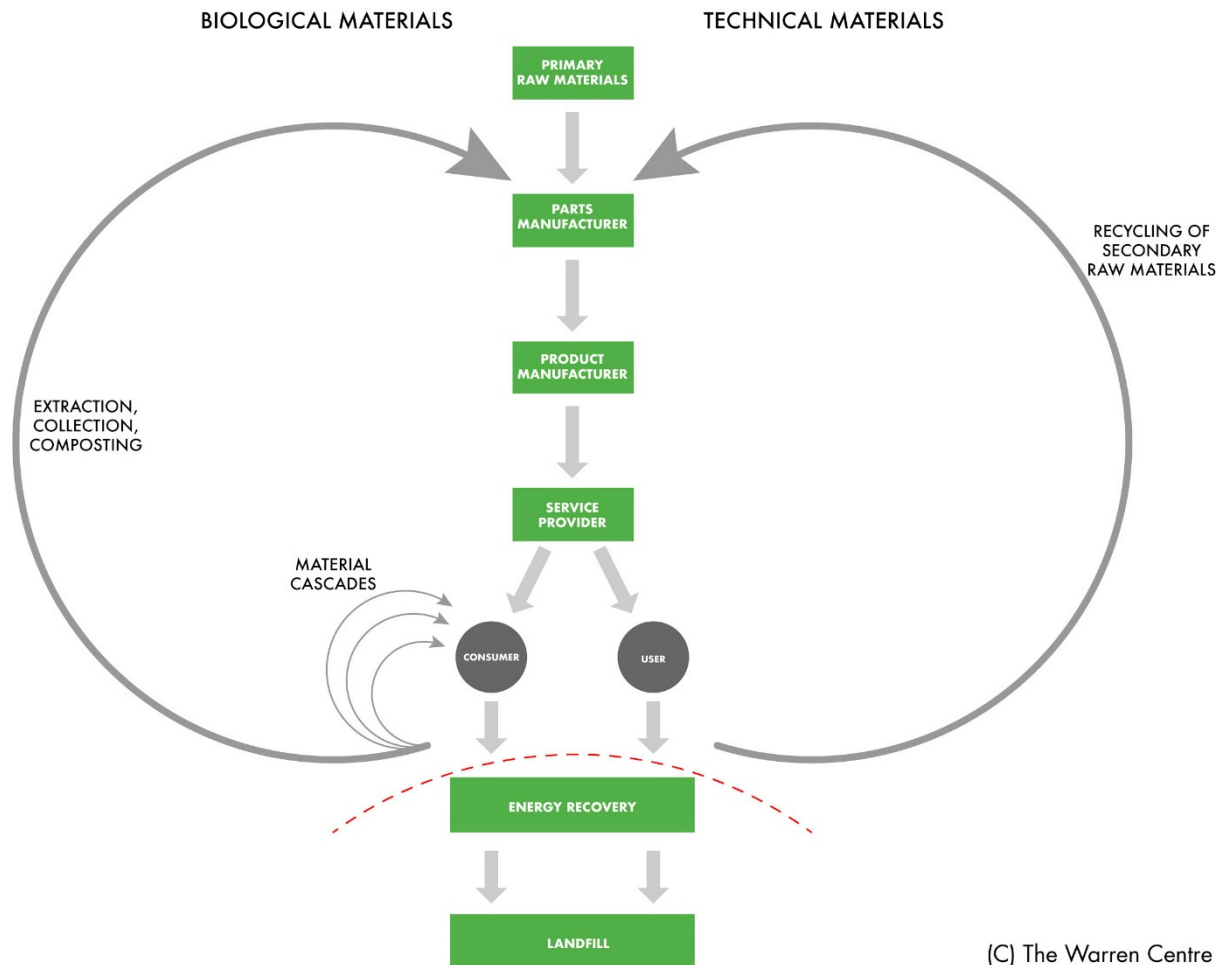 BIOLOGICAL MATERIALS
TECHNICAL MATERIALS
PRIMARY
RAW MATERIALS
PARTS
MANUFACTURER
RECYCLING OF
SECONDARY
RAW MATERIALS
PRODUCT
MANUFACTURER
EXTRACTION,
COLLECTION,
COMPOSTING
SERVICE
PROVIDER
MATERIAL
CASCADES
CONSUMER
USER
ENERGY RECOVERY
LANDFILL
(C) The Warren Centre